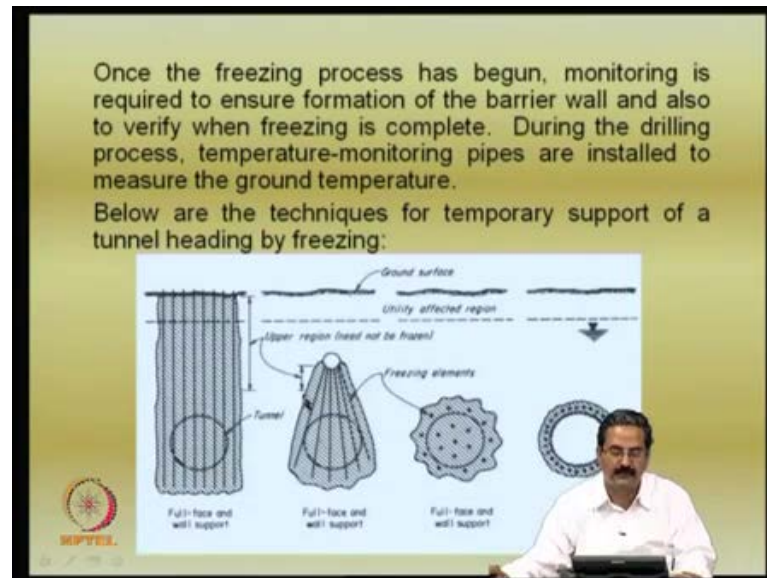 Once the freezing process has begun, monitoring is
required to ensure formation of the barrier wall and also
to verify when freezing is complete. During the drilling
process, temperature-monitoring pipes are installed to
measure the ground temperature.
Below are the techniques for temporary support of a
tunnel heading by freezing:
Ground surface
Utility affected region
Upper region (need not be frozen)
Freezing elements
Tunnel
Full-face and
wall support
Full-face and
wall support
Full-face and
wall support
NPTEL